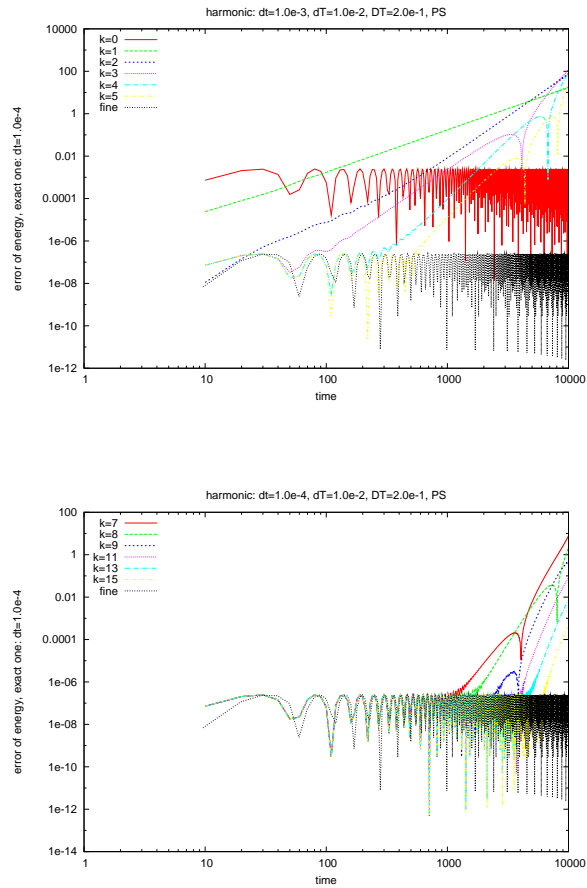 harmonic: dt=1.0e-3, dT=1.0e-2, DT=2.0e-1, PS
10000
100
1
0.01
0.0001
1e-06
1e-08
1e-10
1e-12
error of energy, exact one: dt=1.0e-4
k=0
k=1
k=2
k=3
k=4
k=5
fine
1 10 100 1000 10000
time
harmonic: dt=1.0e-4, dT=1.0e-2, DT=2.0e-1, PS
100
1
0.01
0.0001
1e-06
1e-08
1e-10
1e-12
1e-14
error of energy, exact one: dt=1.0e-4
k=7
k=8
k=9
k=11
k=13
k=15
fine
1 10 100 1000 10000
time